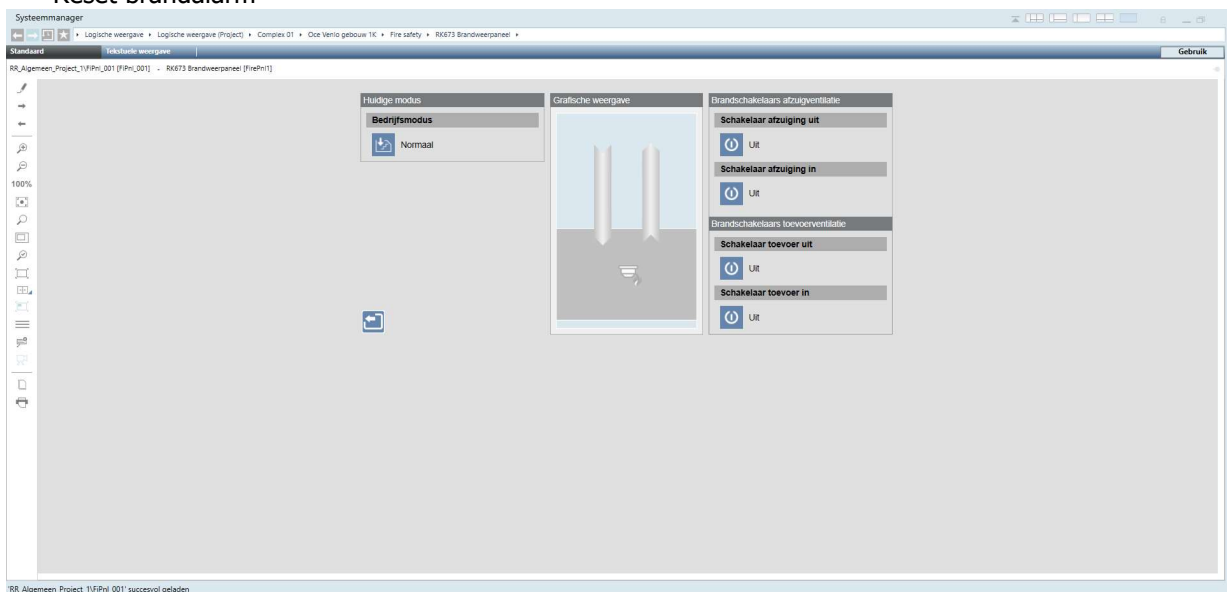 Reset brandalarm
Systeemmanager
Logische weergave Logische weergave (Project) Complex 01 Oce Venlo gebouw 1K Fire safety RK673 Brandweerpaneel
Standaard Tekstuele weergave Gebruik
RR_Algemeen_Project_1\FiPnl_001 [FiPnl_001] - RK673 Brandweerpaneel [FirePnl1]
100%
Huidige modus
Bedrijfsmodus
Normaal
Grafische weergave
Brandschakelaars afzuigventilatie
Schakelaar afzuiging uit
Uit
Schakelaar afzuiging in
Uit
Brandschakelaars toevoerventilatie
Schakelaar toevoer uit
Uit
Schakelaar toevoer in
Uit
'RR_Algemeen_Project_1\FiPnl_001' succesvol geladen